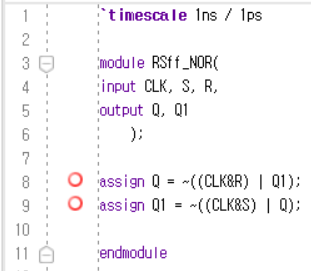 1 `timescale 1ns / 1ps
2
3 module RSff_NOR(
4 input CLK, S, R,
5 output Q, Q1
6 );
7
8 assign Q = ~((CLK&R) | Q1);
9 assign Q1 = ~((CLK&S) | Q);
10
11 endmodule